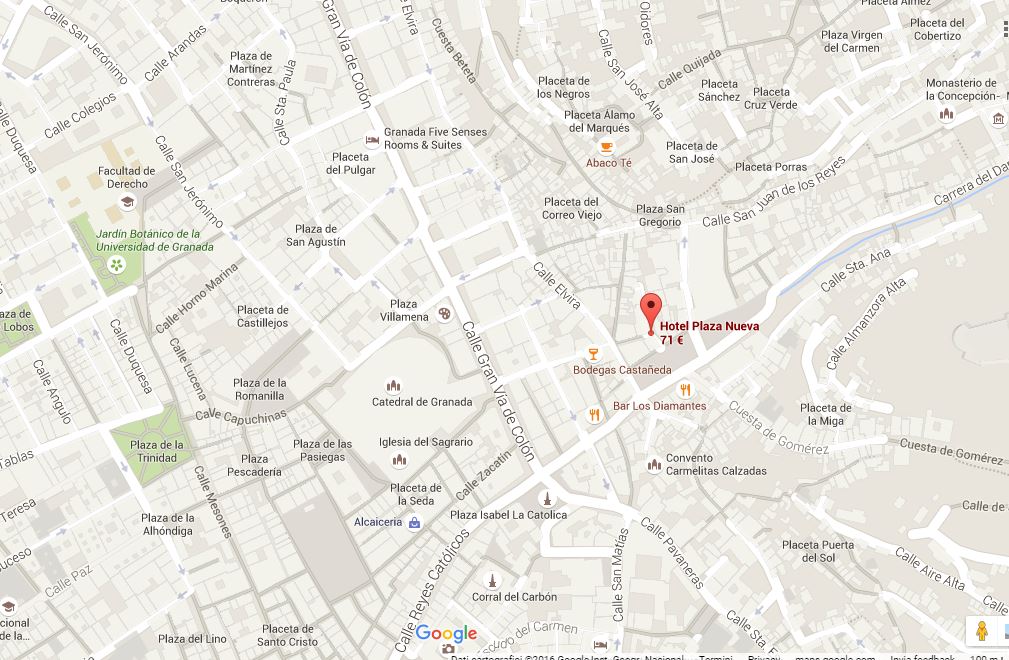 Boquerón
Calle San Jerónimo
Calle Arandas
Plaza de
Martínez
Contreras
Calle Sta. Paula
Gran Vía de Colón
Elvira
Cuesta Beteta
Oidores
Placeta Almez
Placeta del
Cobertizo
Plaza Virgen
del Carmen
Calle San José Alta
Calle Quijada
Placeta de
los Negros
Placeta
Sánchez
Placeta
Cruz Verde
Monasterio de
la Concepción-
Calle Colegios
Calle Duquesa
Calle San Jerónimo
Granada Five Senses
Rooms & Suites
Placeta Álamo
del Marqués
Abaco Té
Placeta de
San José
Placeta Porras
Facultad de
Derecho
Placeta
del Pulgar
Placeta del
Correo Viejo
Plaza San
Gregorio
Calle San Juan de los Reyes
Carrera del Da
Jardín Botánico de la
Universidad de Granada
Plaza de
San Agustín
Calle Horno Marina
Calle Elvira
Calle Sta. Ana
Calle Almanzora Alta
aza de
Lobos
Placeta de
Castillejos
Plaza
Villamena
Hotel Plaza Nueva
71 €
Calle Duquesa
Calle Lucena
Calle Angulo
Calle Gran Vía de Colón
Bodegas Castañeda
Plaza de la
Romanilla
Catedral de Granada
Bar Los Diamantes
Cuesta de Gomérez
Placeta de
la Miga
Calle Capuchinas
Tablas
Plaza de la
Trinidad
Plaza
Pescadería
Plaza de las
Pasiegas
Iglesia del Sagrario
Calle Zacatín
Convento
Carmelitas Calzadas
Cuesta de Gomérez
Calle Mesones
Placeta de
la Seda
Alcaiceria
Plaza Isabel La Catolica
Teresa
Plaza de la
Alhóndiga
Calle Reyes Católicos
Calle San Matías
Calle Pavaneras
Calle de
Placeta Puerta
del Sol
Calle Aire Alta
uceso
Calle Paz
Corral del Carbón
cional
de la...
Plaza del Lino
Placeta de
Santo Cristo
Google
del Carmen
Calle Sta.
Dati cartografici ©2016 Google, Inst. Geogr. Nacional
Termini
Privacy
maps.google.com
Invia feedback
100 m